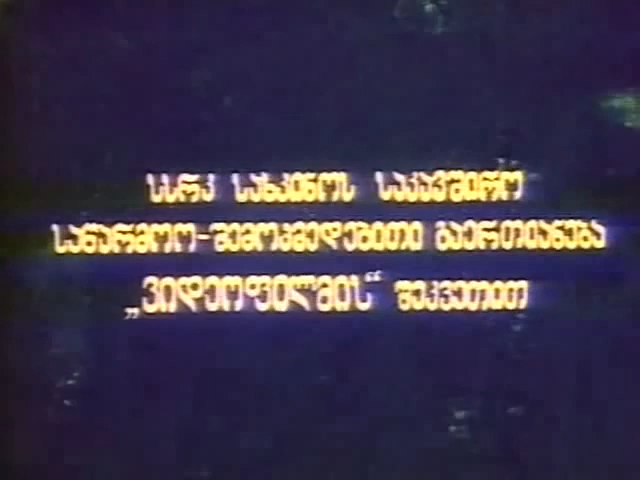 სსრკ სახკინოს საკავშირო
საწარმოო-შემოქმედებითი გაერთიანება
„ვიდეოფილმის“ შეკვეთით